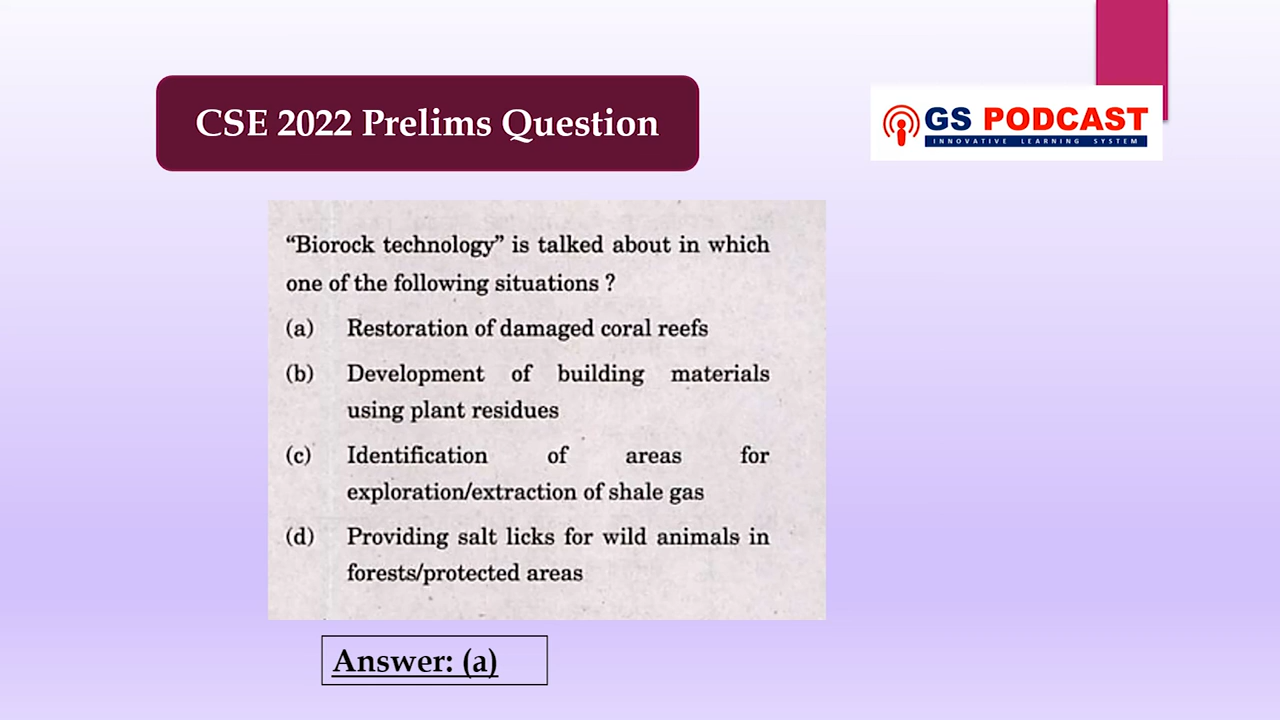 CSE 2022 Prelims Question
GS PODCAST
INNOVATIVE LEARNING SYSTEM
“Biorock technology” is talked about in which
one of the following situations ?
(a) Restoration of damaged coral reefs
(b) Development of building materials
using plant residues
(c) Identification of areas for
exploration/extraction of shale gas
(d) Providing salt licks for wild animals in
forests/protected areas
Answer: (a)